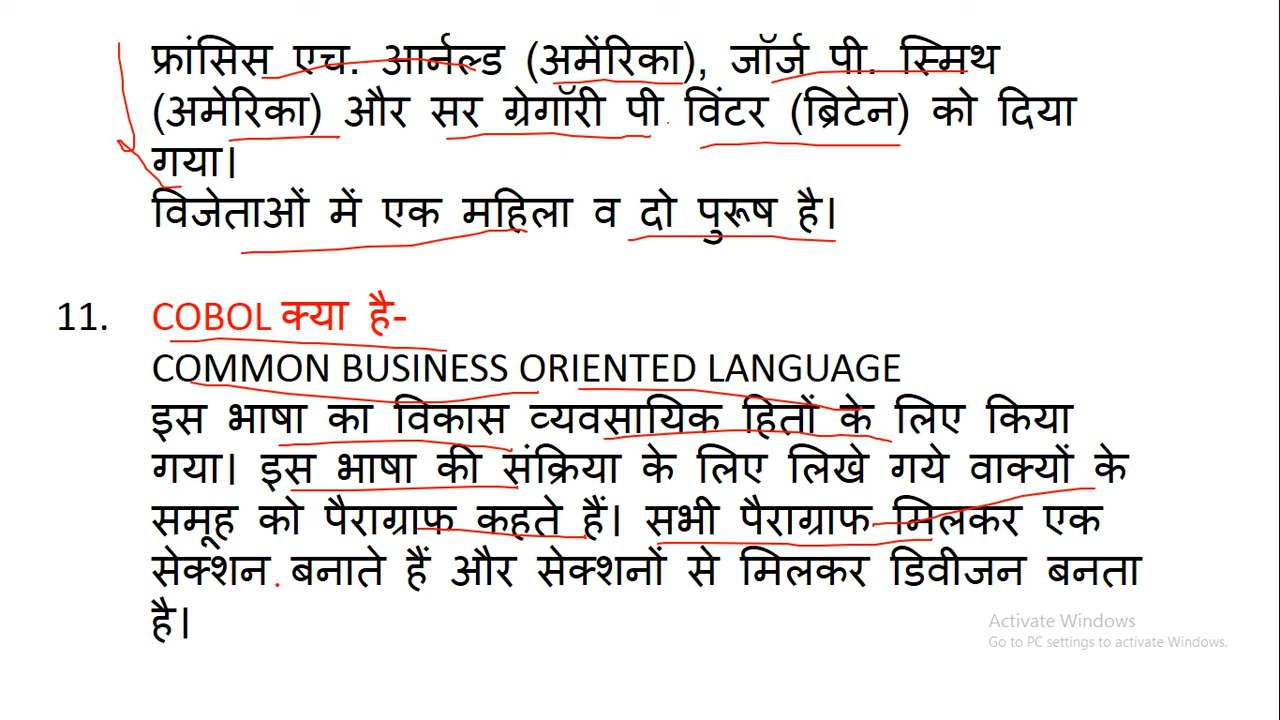 फ्रांसिस एच. आर्नल्ड (अमेंरिका), जॉर्ज पी. स्मिथ
(अमेरिका) और सर ग्रेगॉरी पी विंटर (ब्रिटेन) को दिया
गया।
विजेताओं में एक महिला व दो पुरूष है।
11. COBOL क्या है-
COMMON BUSINESS ORIENTED LANGUAGE
इस भाषा का विकास व्यवसायिक हितों के लिए किया
गया। इस भाषा की संक्रिया के लिए लिखे गये वाक्यों के
समूह को पैराग्राफ कहते हैं। सभी पैराग्राफ मिलकर एक
सेक्शन बनाते हैं और सेक्शनों से मिलकर डिवीजन बनता
है।
Activate Windows
Go to PC settings to activate Windows.